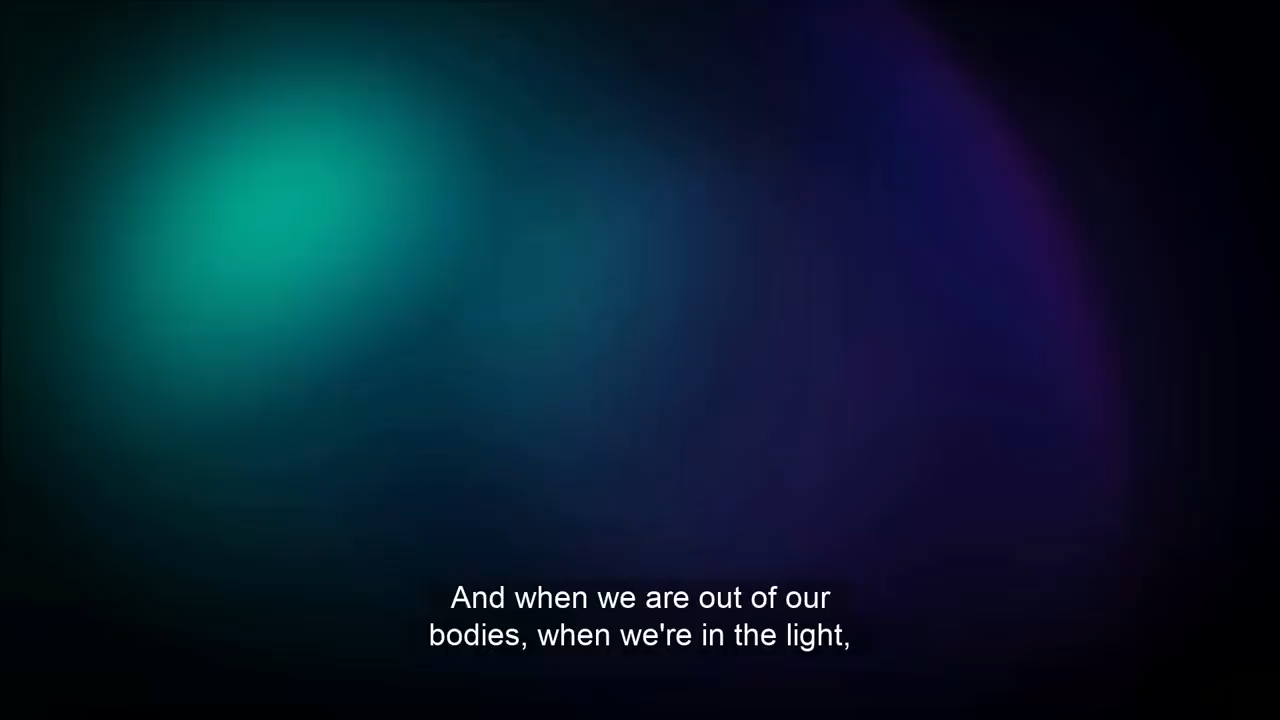 And when we are out of our
bodies, when we're in the light,